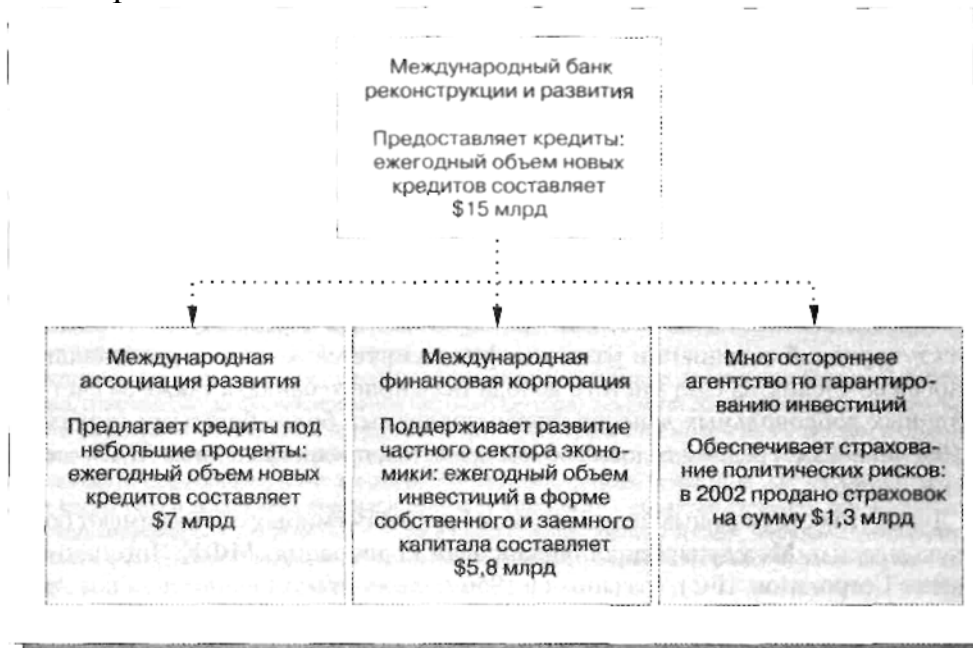 Международный банк
реконструкции и развития
Предоставляет кредиты:
ежегодный объем новых
кредитов составляет
$15 млрд
Международная
ассоциация развития
Предлагает кредиты под
небольшие проценты:
ежегодный объем новых
кредитов составляет
$7 млрд
Международная
финансовая корпорация
Поддерживает развитие
частного сектора эконо-
мики: ежегодный объем
инвестиций в форме
собственного и заемного
капитала составляет
$5,8 млрд
Многостороннее
агентство по гарантиро-
ванию инвестиций
Обеспечивает страхова-
ние политических рисков:
в 2002 продано страховок
на сумму $1,3 млрд